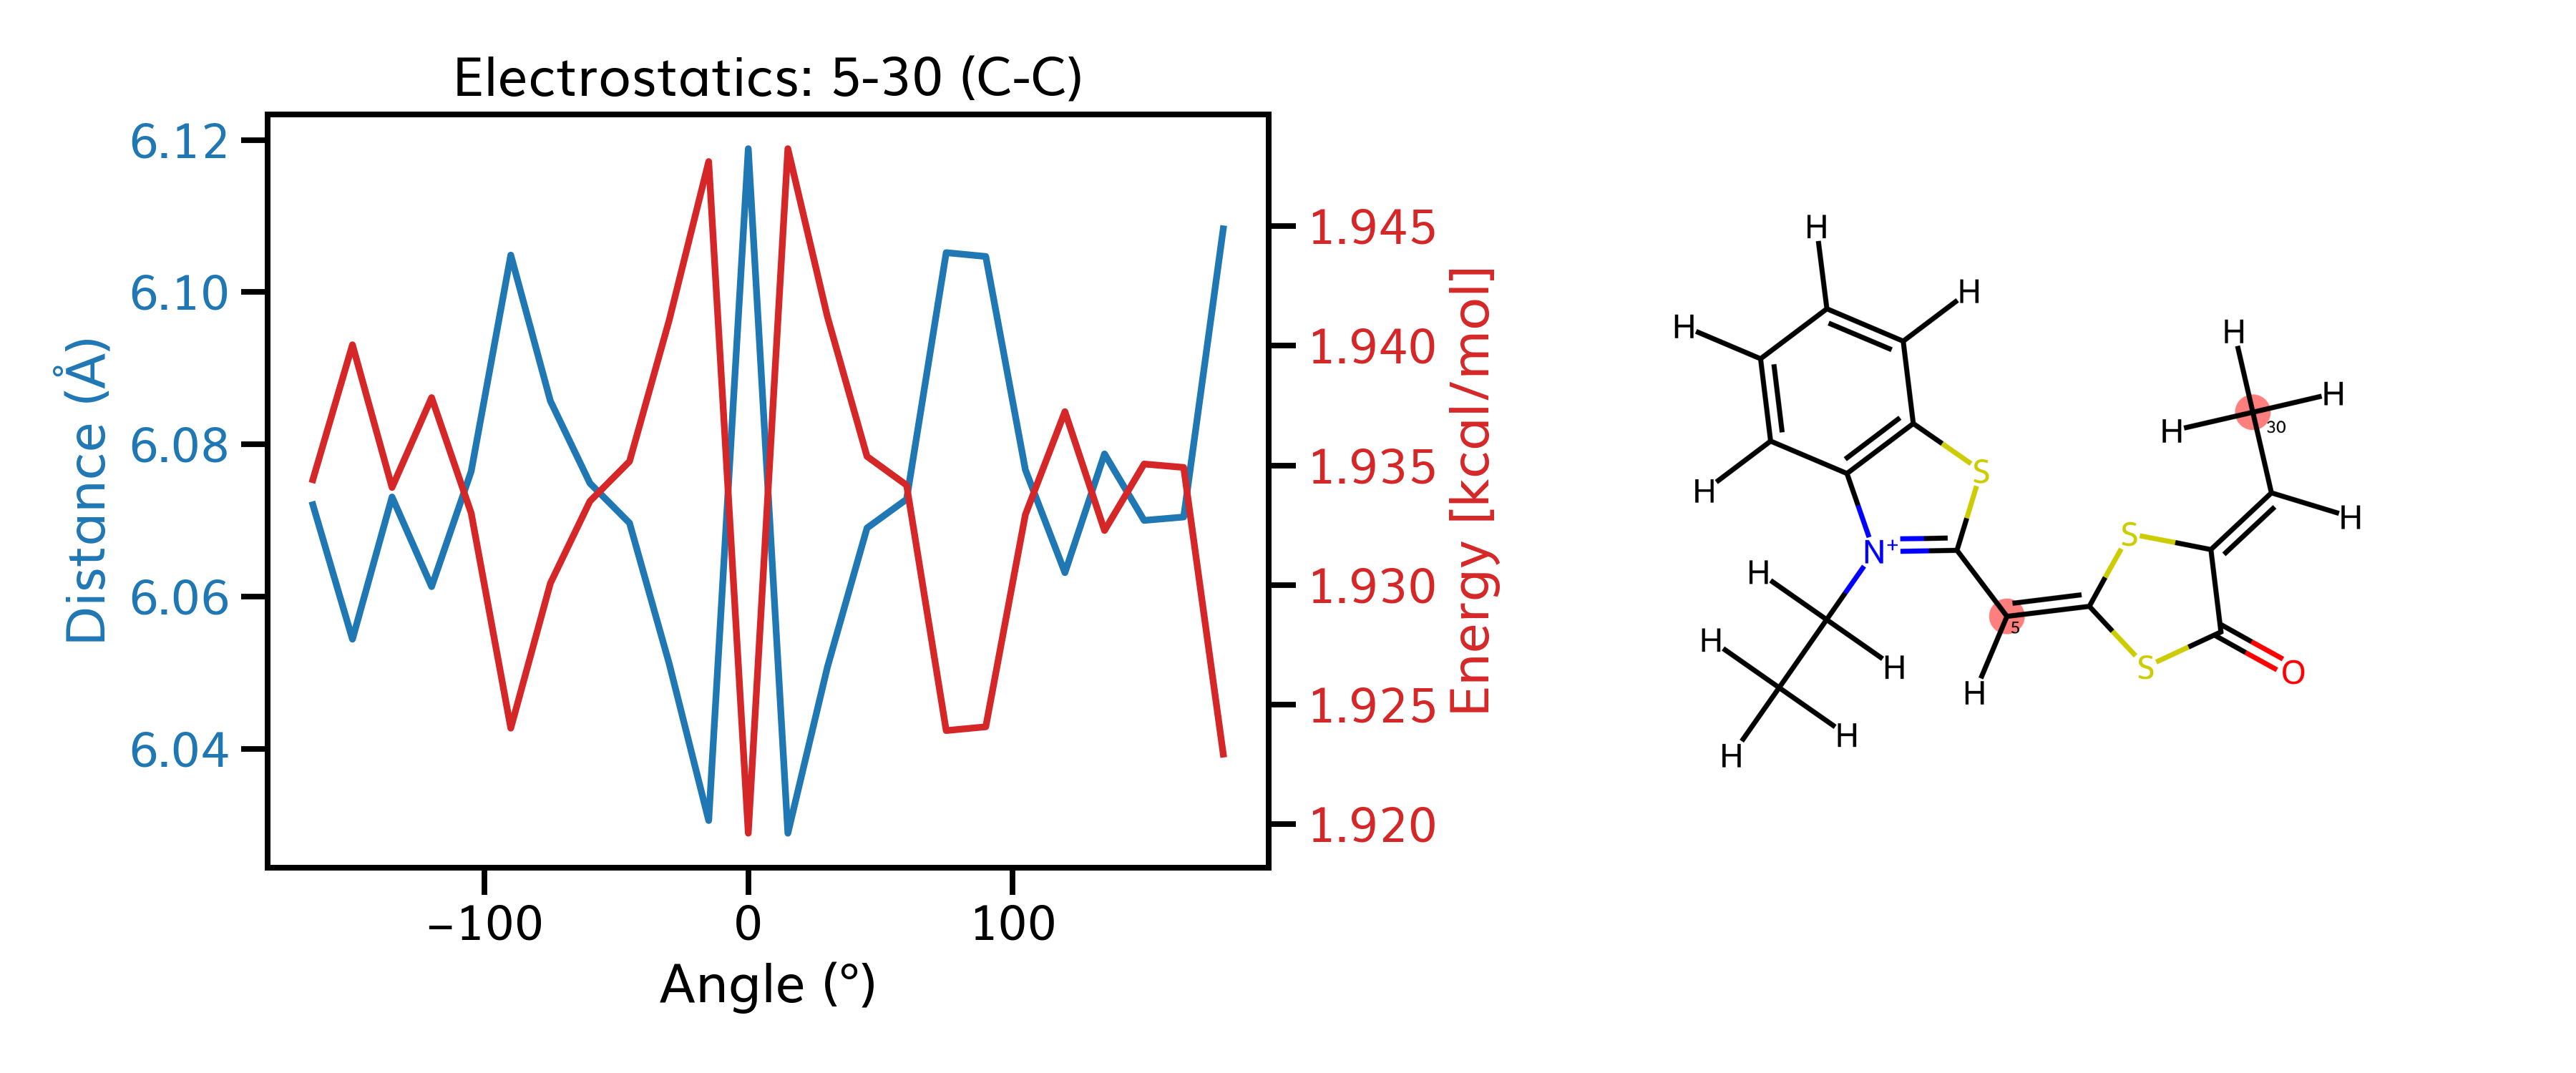 Electrostatics: 5-30 (C-C)
6.12
6.10
6.08
6.06
6.04
Distance (Å)
1.945
1.940
1.935
1.930
1.925
1.920
Energy [kcal/mol]
−100 0 100
Angle (°)
H
H
H
H
H
H
H
30
S
H
H
S
N+
H
5
H
H
S
O
H
H
H